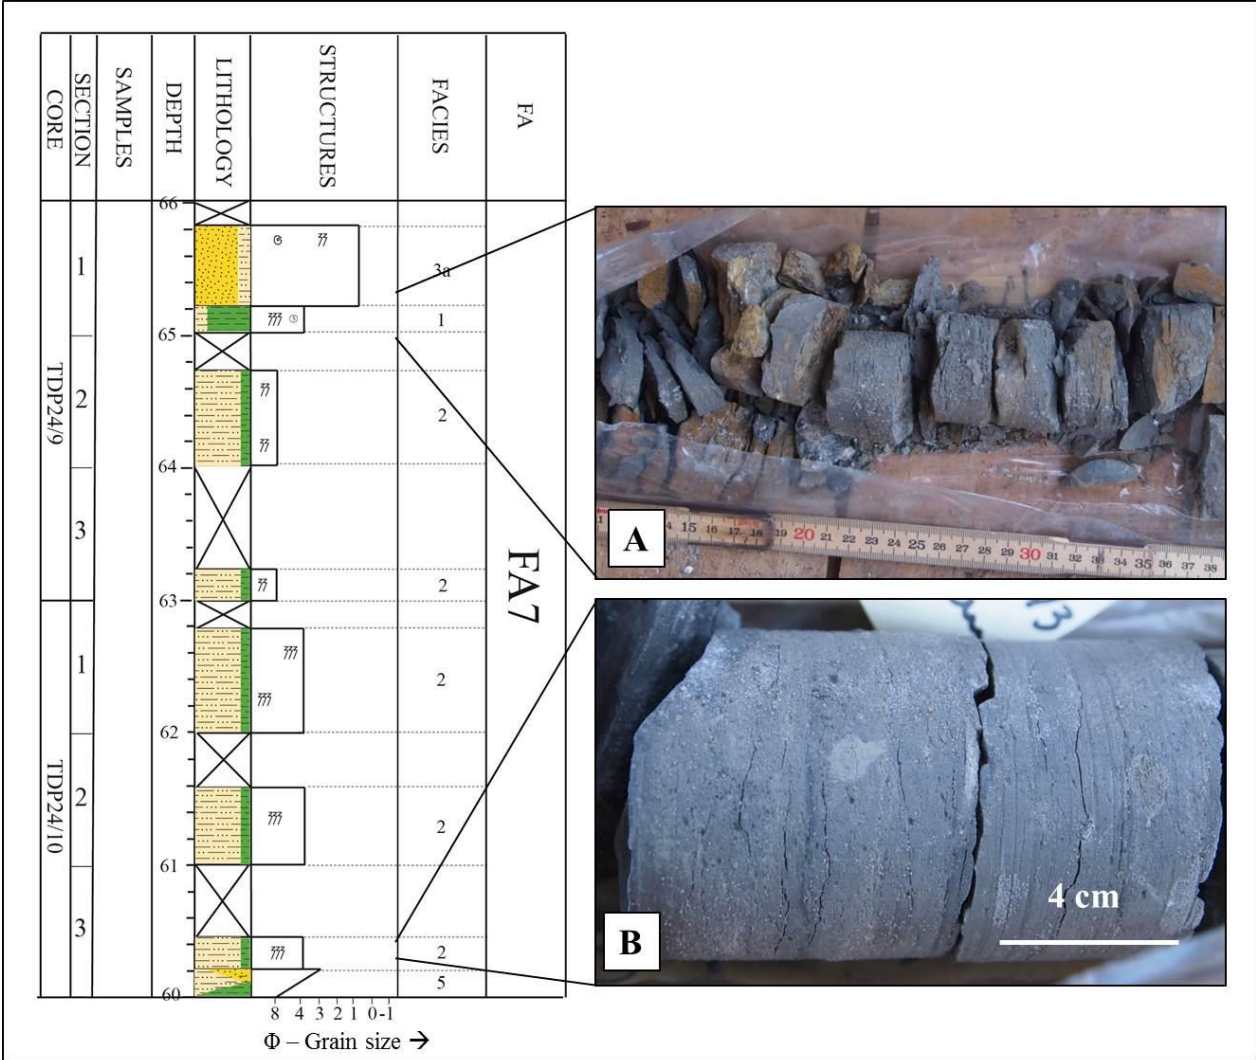 CORE
SECTION
SAMPLES
DEPTH
LITHOLOGY
STRUCTURES
FACIES
FA
66
1
3a
1
65
TDP24/9
2
2
64
3
FA7
2
63
1
2
62
TDP24/10
2
2
61
3
2
5
60
8 4 3 2 1 0 -1
Φ – Grain size →
A
15 16 17 18 19 20 21 22 23 24 25 26 27 28 29 30 31 32 33 34 35 36 37 38
3
B
4 cm